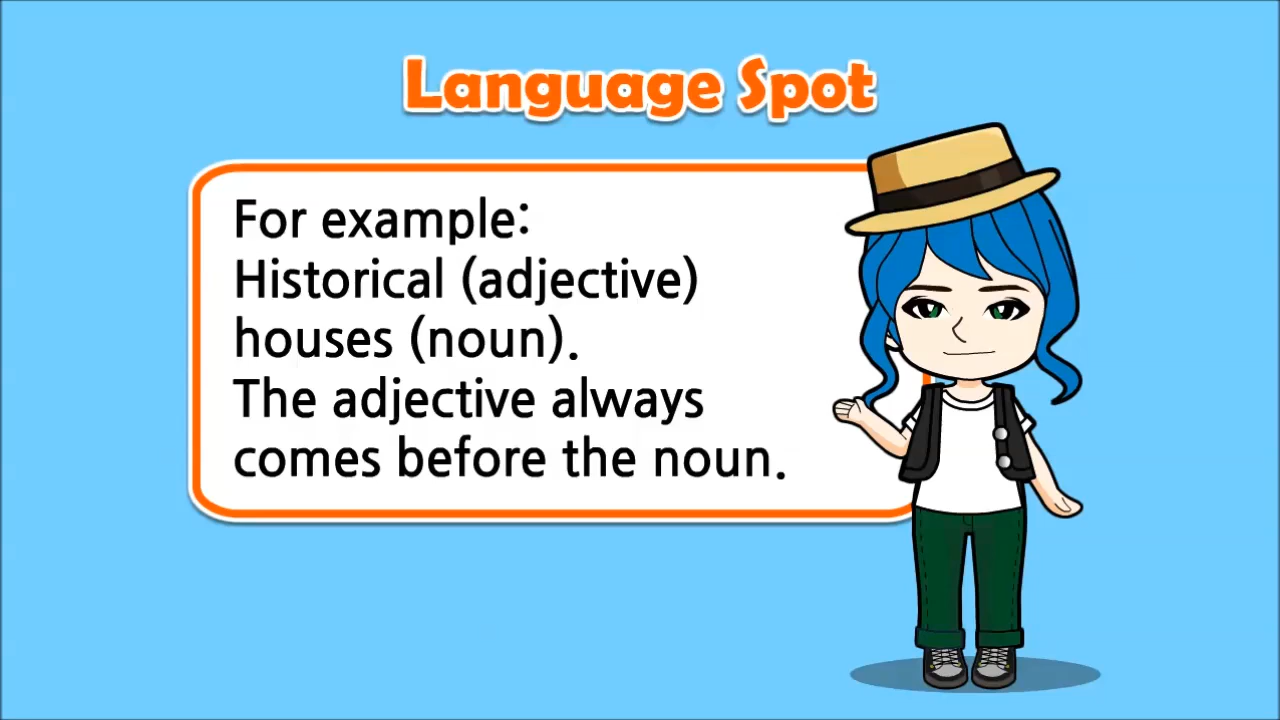 Language Spot
For example:
Historical (adjective)
houses (noun).
The adjective always
comes before the noun.